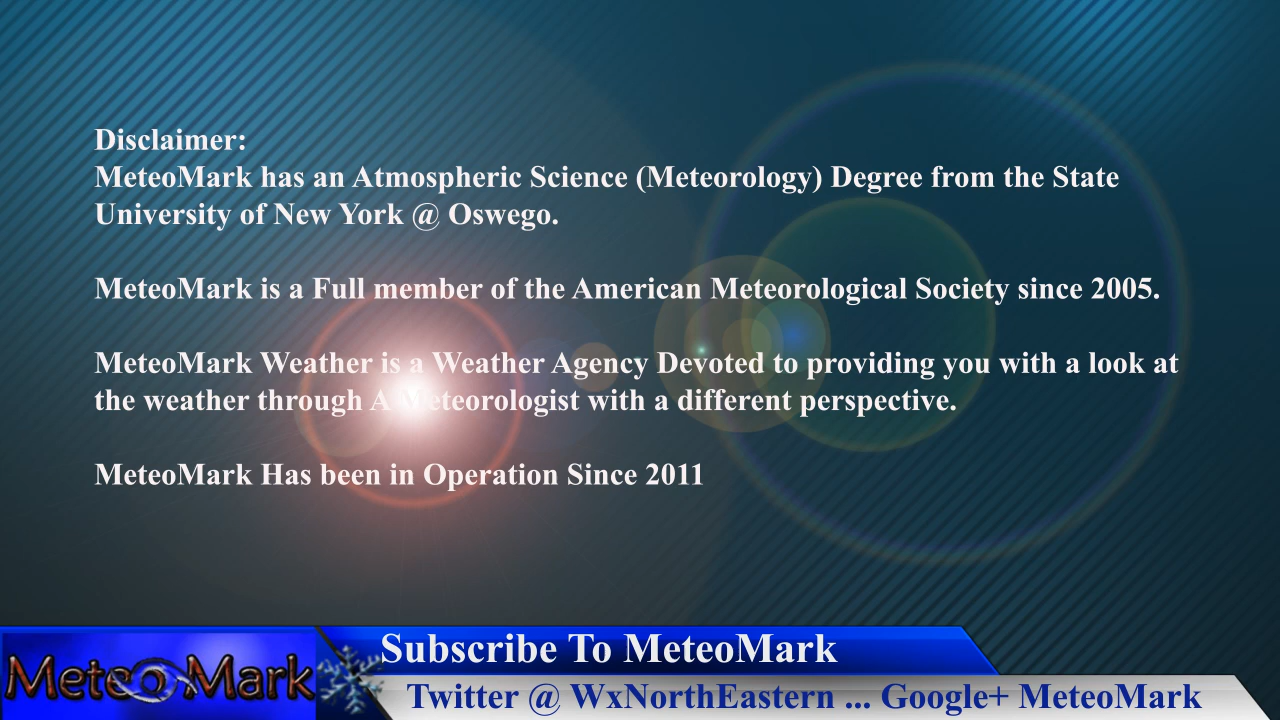 Disclaimer:
MeteoMark has an Atmospheric Science (Meteorology) Degree from the State
University of New York @ Oswego.
MeteoMark is a Full member of the American Meteorological Society since 2005.
MeteoMark Weather is a Weather Agency Devoted to providing you with a look at
the weather through A Meteorologist with a different perspective.
MeteoMark Has been in Operation Since 2011
Subscribe To MeteoMark
MeteoMark
Twitter @ WxNorthEastern ... Google+ MeteoMark